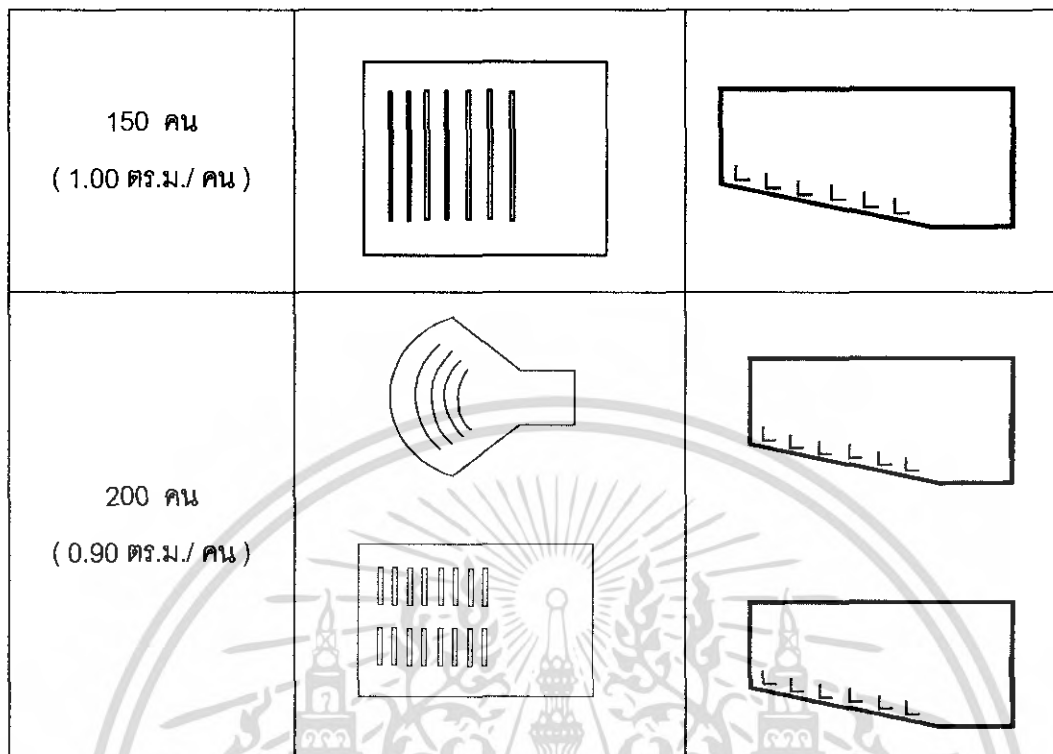 150 คน
( 1.00 ตร.ม./ คน )
200 คน
( 0.90 ตร.ม./ คน )